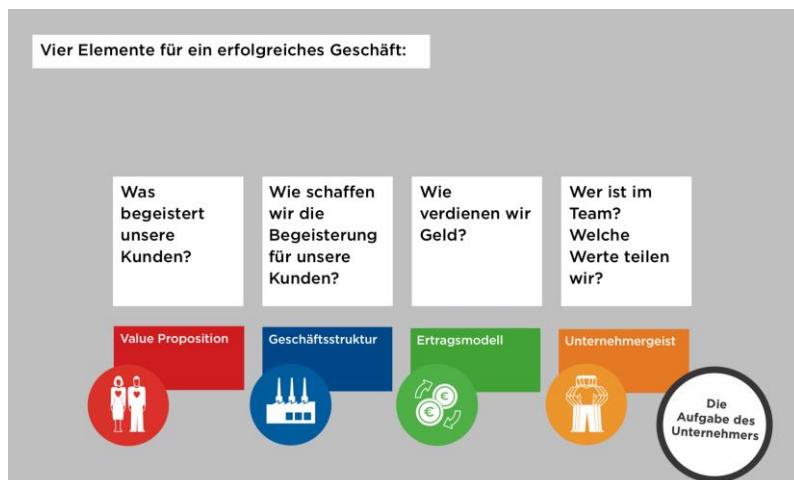 Vier Elemente für ein erfolgreiches Geschäft:
Was
begeistert
unsere
Kunden?
Wie schaffen
wir die
Begeisterung
für unsere
Kunden?
Wie
verdienen wir
Geld?
Wer ist im
Team?
Welche
Werte teilen
wir?
Value Proposition
Geschäftsstruktur
Ertragsmodell
Unternehmergeist
€
€
Die
Aufgabe des
Unternehmers